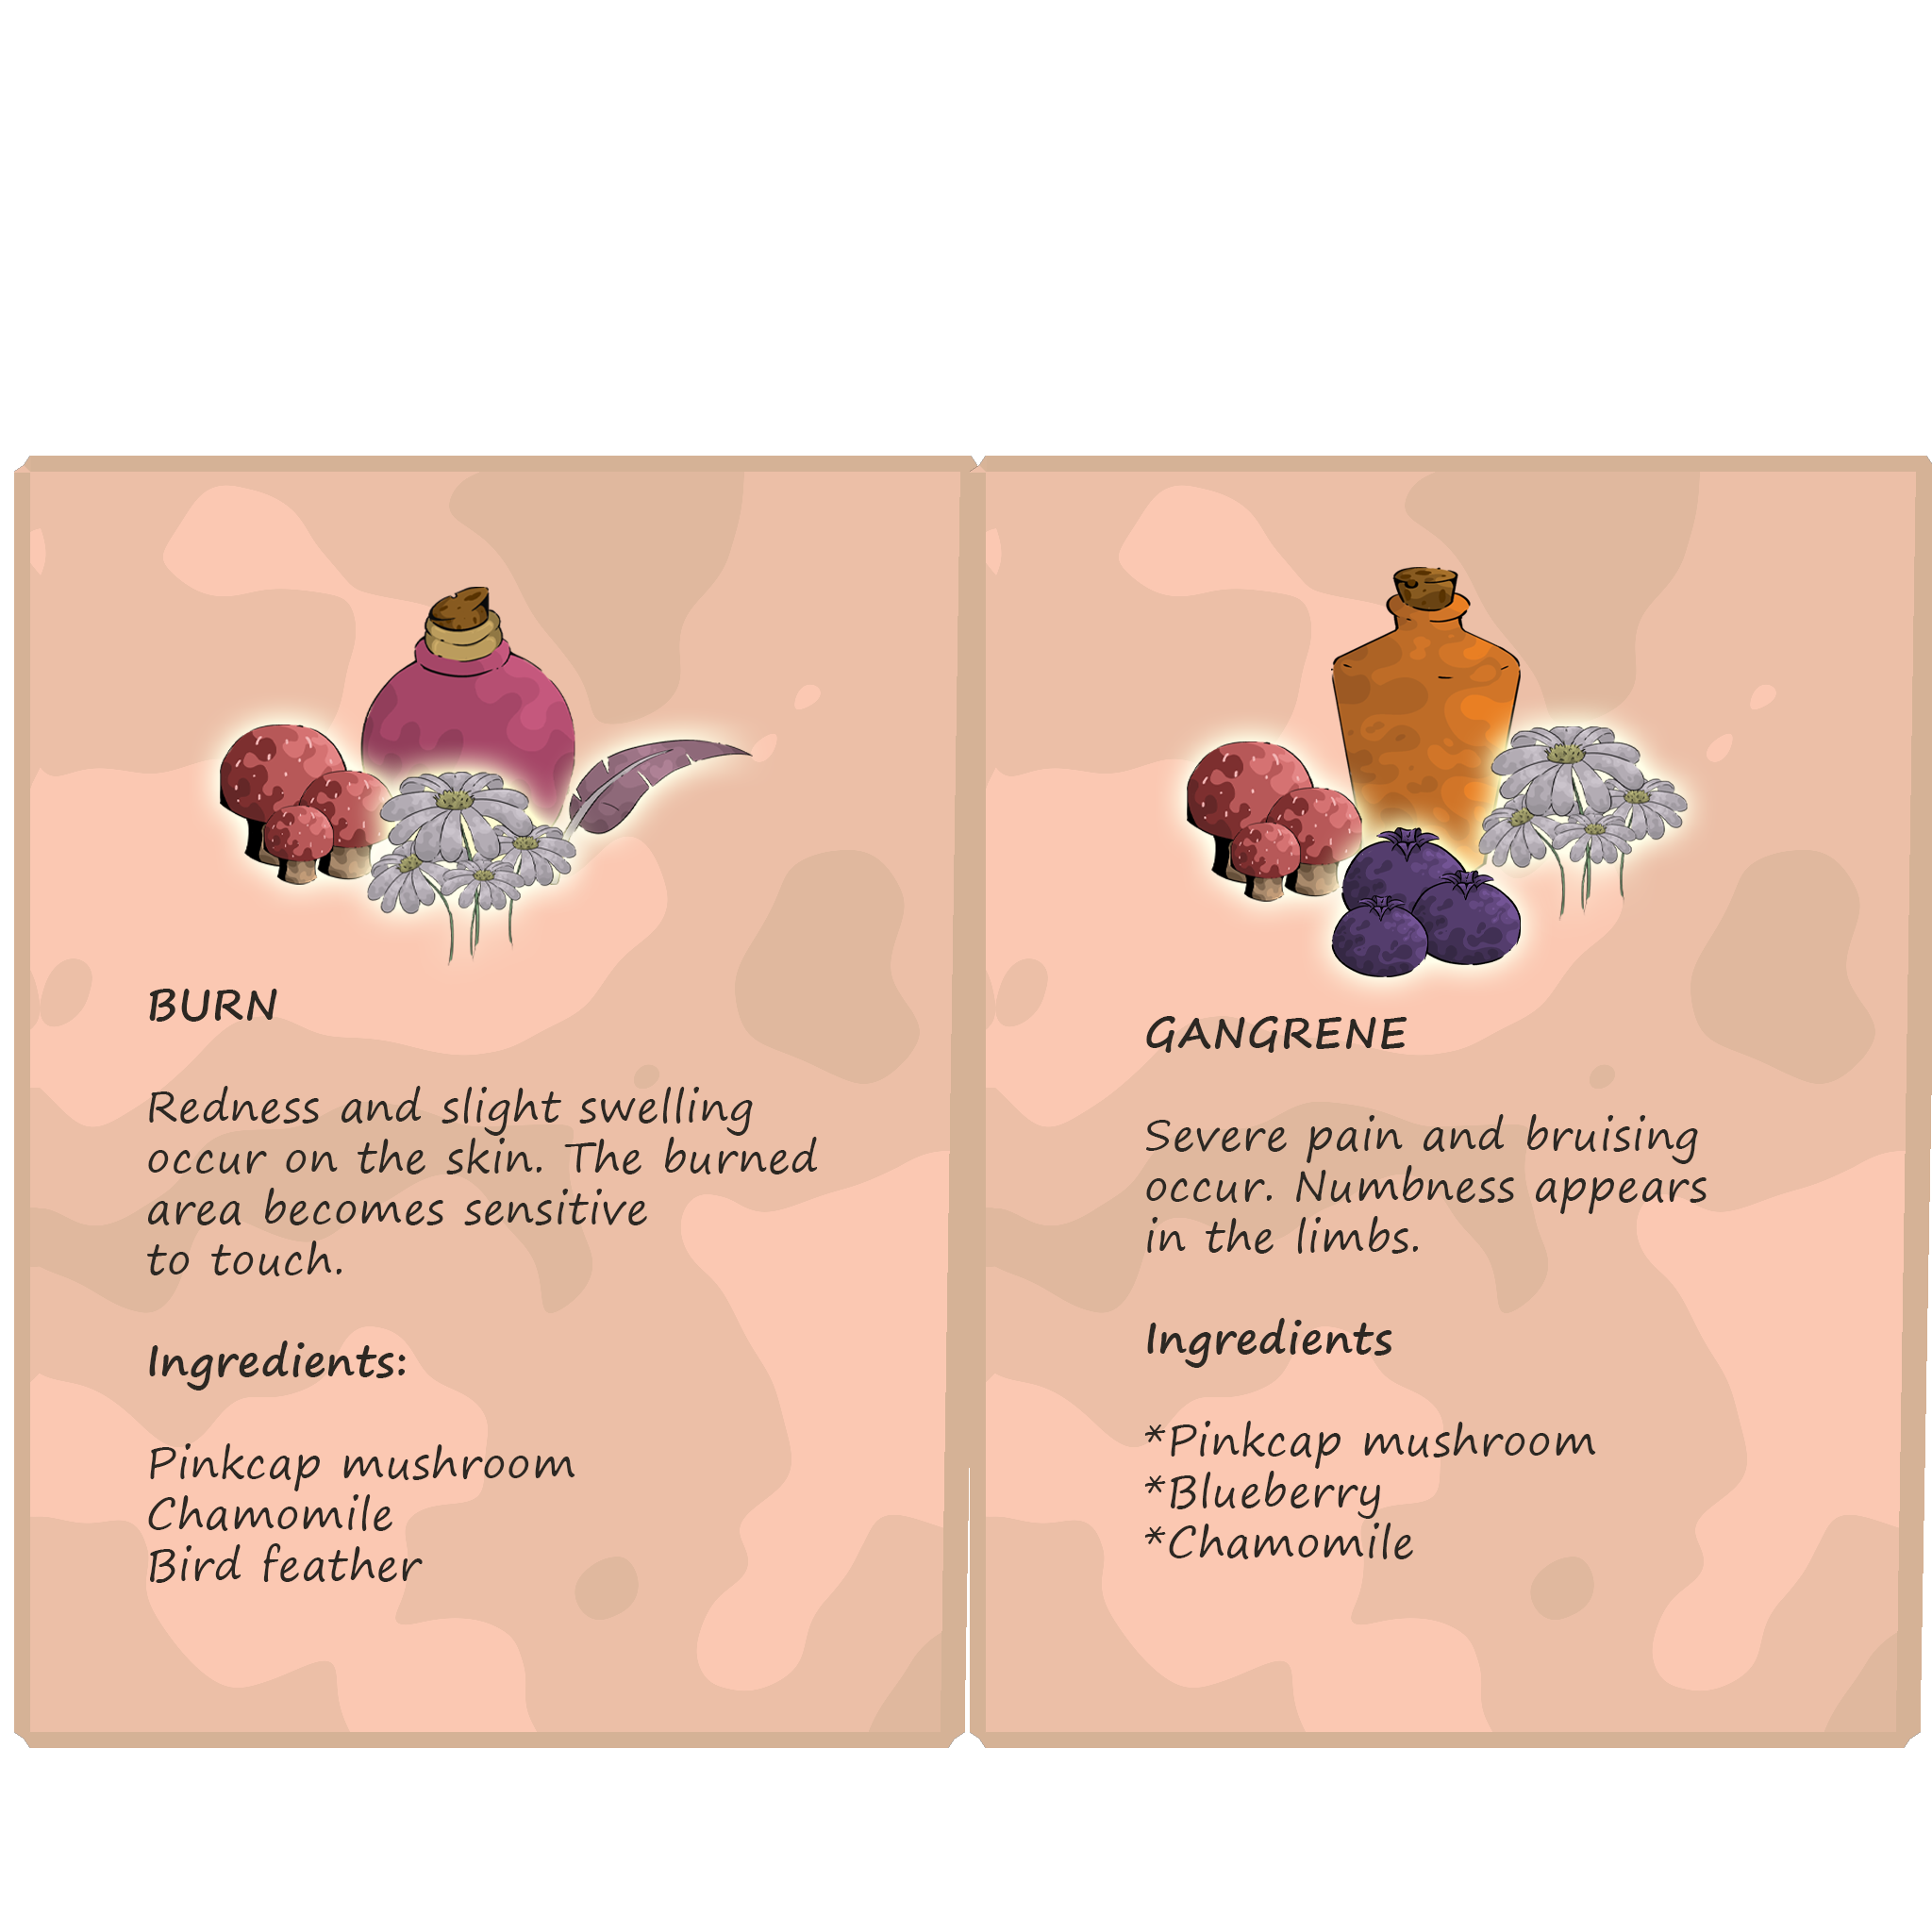 BURN
Redness and slight swelling
occur on the skin. The burned
area becomes sensitive
to touch.
Ingredients:
Pinkcap mushroom
Chamomile
Bird feather
GANGRENE
Severe pain and bruising
occur. Numbness appears
in the limbs.
Ingredients
*Pinkcap mushroom
*Blueberry
*Chamomile